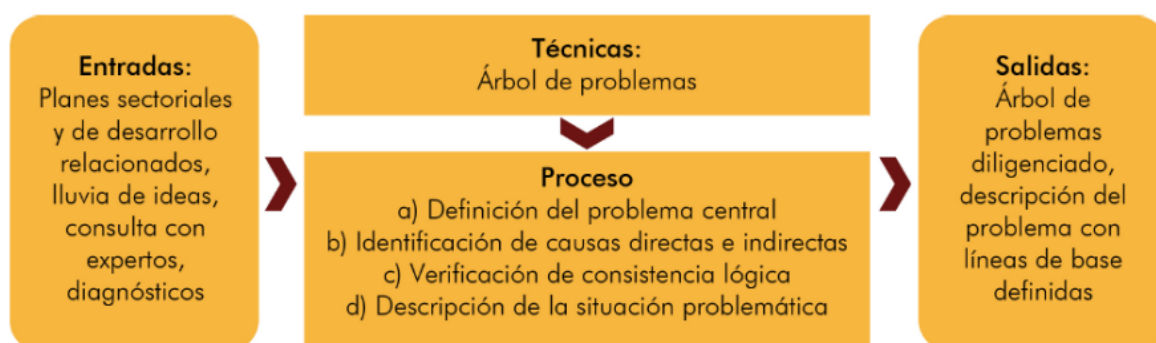 Entradas:
Planes sectoriales
y de desarrollo
relacionados,
lluvia de ideas,
consulta con
expertos,
diagnósticos
Técnicas:
Árbol de problemas
Proceso
a) Definición del problema central
b) Identificación de causas directas e indirectas
c) Verificación de consistencia lógica
d) Descripción de la situación problemática
Salidas:
Árbol de
problemas
diligenciado,
descripción del
problema con
líneas de base
definidas